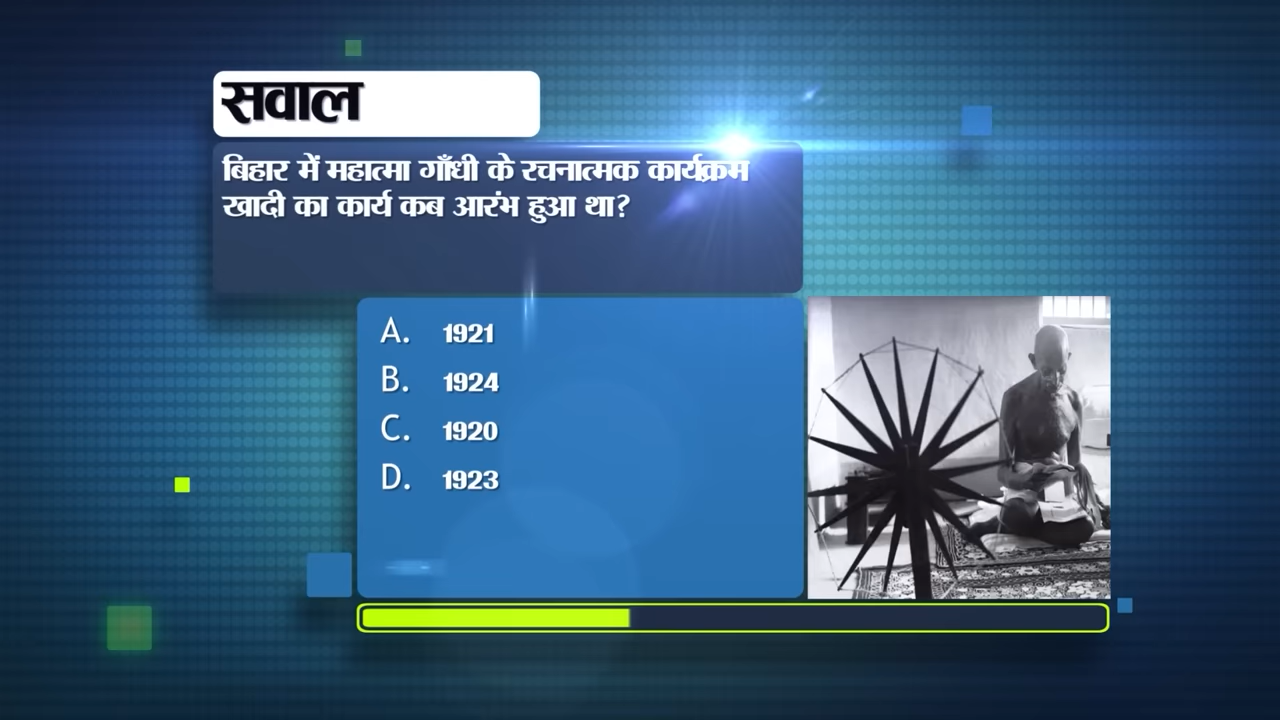 सवाल
बिहार में महात्मा गाँधी के रचनात्मक कार्यक्रम
खादी का कार्य कब आरंभ हुआ था?
A. 1921
B. 1924
C. 1920
D. 1923